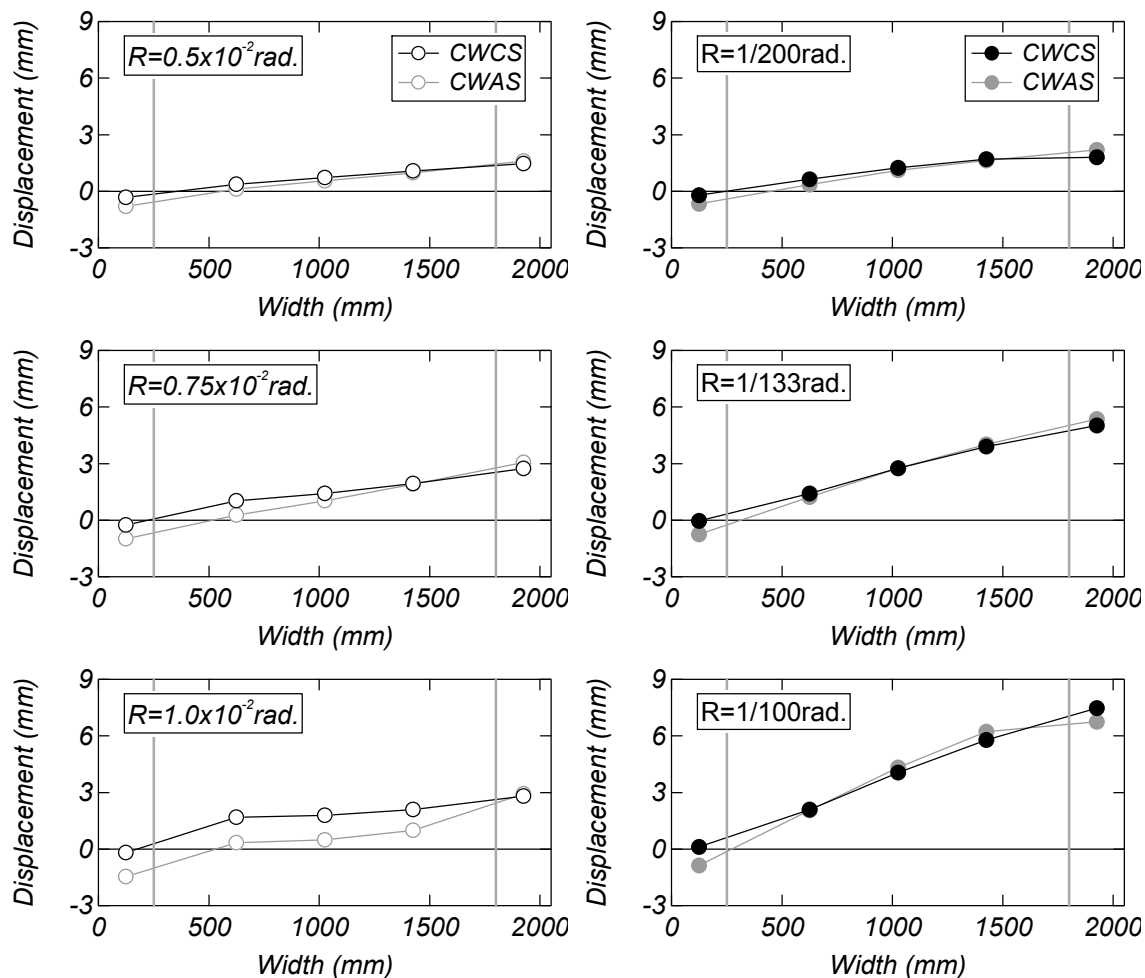 9
6
3
0
-3
Displacement (mm)
R=0.5x10⁻²rad.
CWCS
CWAS
0 500 1000 1500 2000
Width (mm)
9
6
3
0
-3
Displacement (mm)
R=1/200rad.
CWCS
CWAS
0 500 1000 1500 2000
Width (mm)
9
6
3
0
-3
Displacement (mm)
R=0.75x10⁻²rad.
0 500 1000 1500 2000
Width (mm)
9
6
3
0
-3
Displacement (mm)
R=1/133rad.
0 500 1000 1500 2000
Width (mm)
9
6
3
0
-3
Displacement (mm)
R=1.0x10⁻²rad.
0 500 1000 1500 2000
Width (mm)
9
6
3
0
-3
Displacement (mm)
R=1/100rad.
0 500 1000 1500 2000
Width (mm)